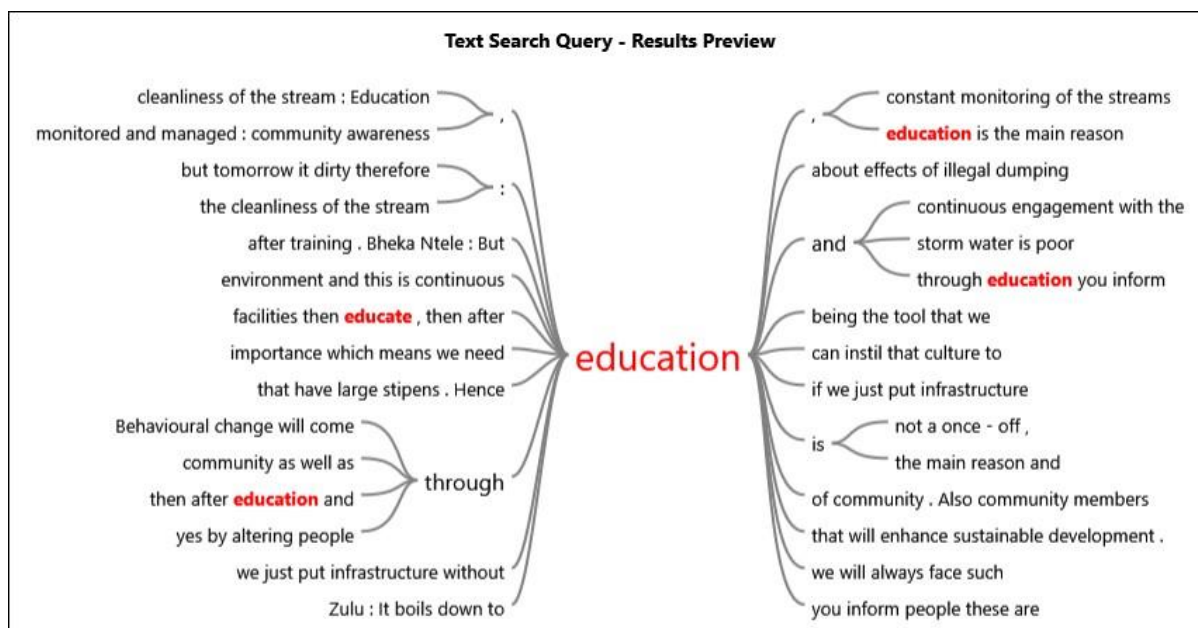 Text Search Query - Results Preview
cleanliness of the stream : Education
monitored and managed : community awareness
,
but tomorrow it dirty therefore
the cleanliness of the stream
:
after training . Bheka Ntele : But
environment and this is continuous
facilities then educate , then after
importance which means we need
that have large stipens . Hence
Behavioural change will come
community as well as
then after education and
yes by altering people
through
we just put infrastructure without
Zulu : It boils down to
education
,
constant monitoring of the streams
education is the main reason
about effects of illegal dumping
and
continuous engagement with the
storm water is poor
through education you inform
being the tool that we
can instil that culture to
if we just put infrastructure
is
not a once - off ,
the main reason and
of community . Also community members
that will enhance sustainable development .
we will always face such
you inform people these are